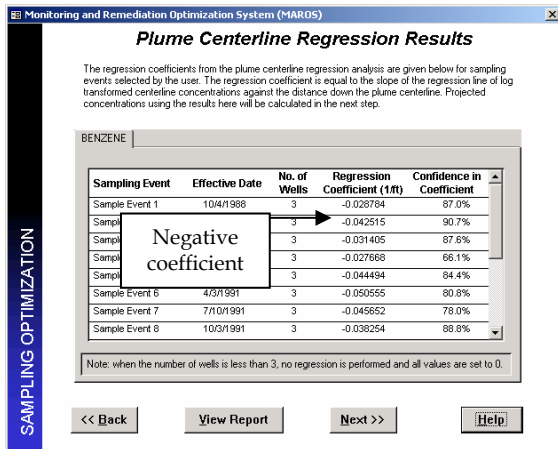 Monitoring and Remediation Optimization System (MAROS)
Plume Centerline Regression Results
The regression coefficients from the plume centerline regression analysis are given below for sampling
events selected by the user. The regression coefficient is equal to the slope of the regression line of log
transformed centerline concentrations against the distance down the plume centerline. Projected
concentrations using the results here will be calculated in the next step.
BENZENE
Sampling Event Effective Date No. of Wells Regression Coefficient (1/ft) Confidence in Coefficient
Sample Event 1 10/4/1988 3 -0.028784 87.0%
Sample 3 -0.042515 90.7%
Sample 3 -0.031405 87.6%
Sample 3 -0.027668 66.1%
Sample 3 -0.044494 84.4%
Sample Event 6 4/3/1991 3 -0.050555 80.8%
Sample Event 7 7/10/1991 3 -0.045652 78.0%
Sample Event 8 10/3/1991 3 -0.038254 88.8%
Negative
coefficient
Note: when the number of wells is less than 3, no regression is performed and all values are set to 0.
SAMPLING OPTIMIZATION
<< Back View Report Next >> Help